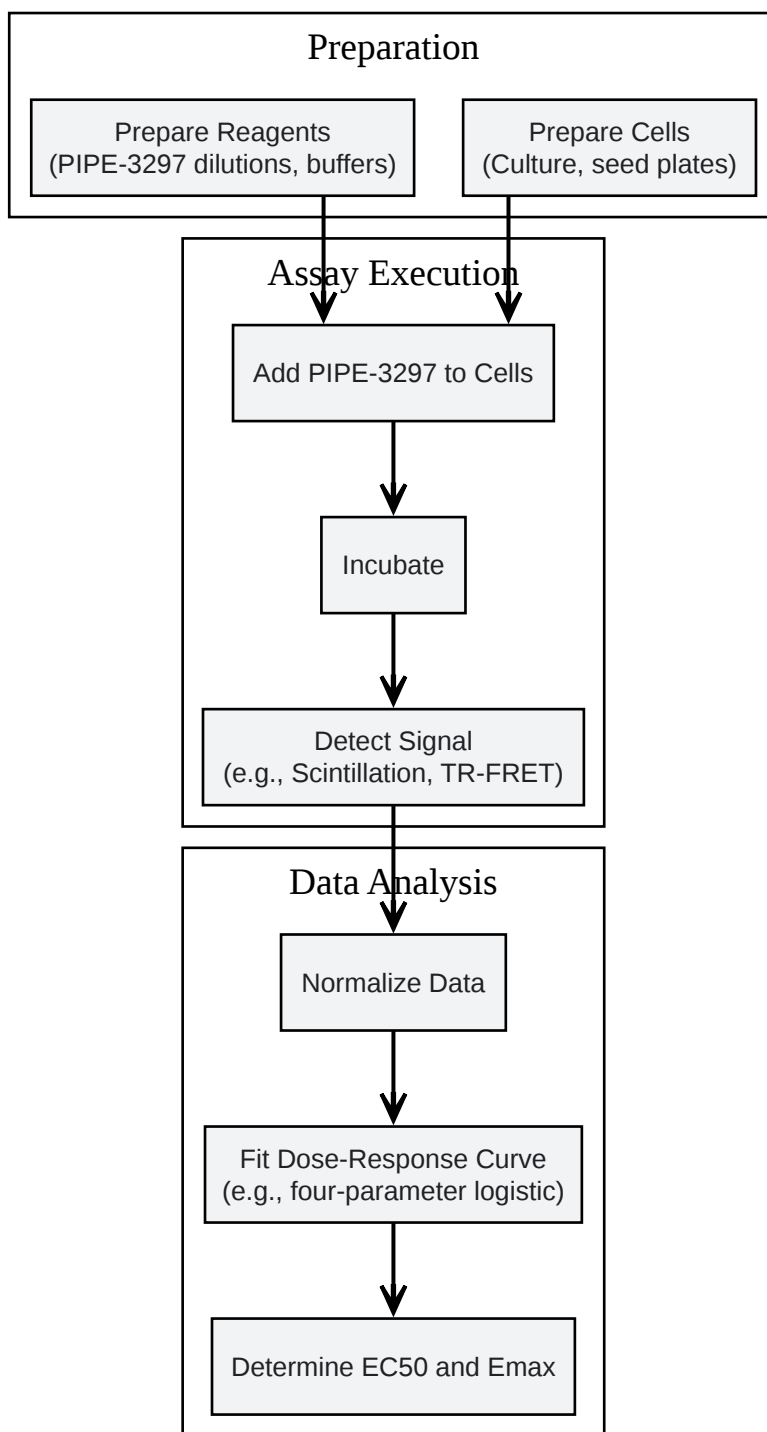 Preparation
Prepare Reagents
(PIPE-3297 dilutions, buffers)
Prepare Cells
(Culture, seed plates)
Assay Execution
Add PIPE-3297 to Cells
Incubate
Detect Signal
(e.g., Scintillation, TR-FRET)
Data Analysis
Normalize Data
Fit Dose-Response Curve
(e.g., four-parameter logistic)
Determine EC50 and Emax